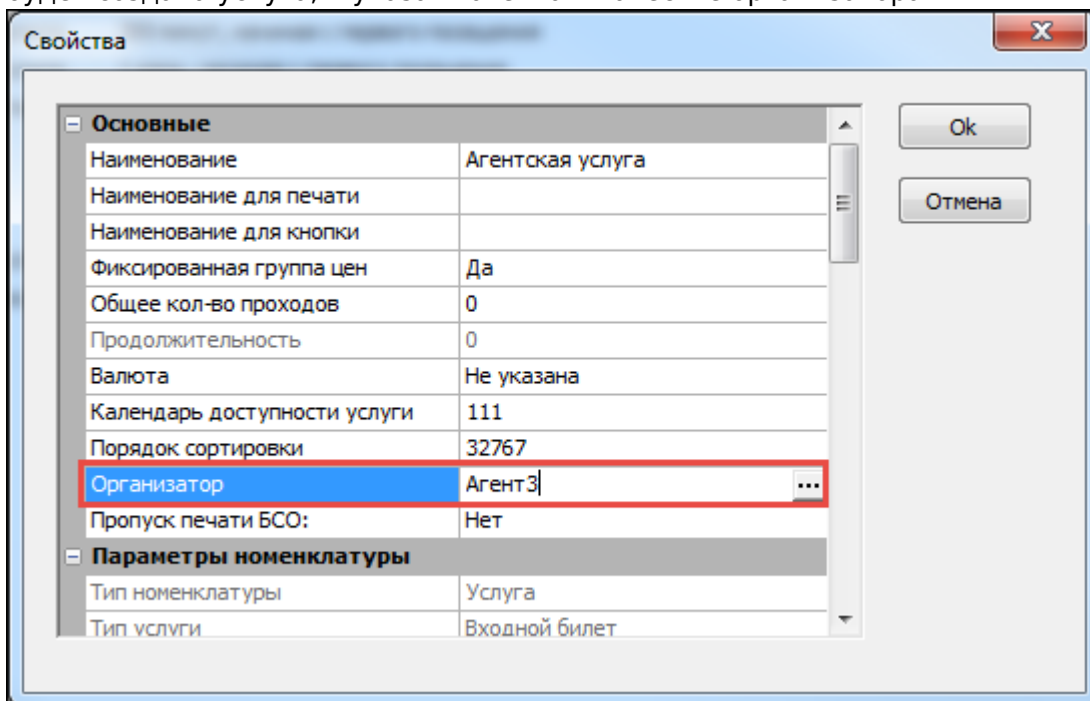 Свойства
Основные
Наименование Агентская услуга
Наименование для печати
Наименование для кнопки
Фиксированная группа цен Да
Общее кол-во проходов 0
Продолжительность 0
Валюта Не указана
Календарь доступности услуги 111
Порядок сортировки 32767
Организатор Агент3 ...
Пропуск печати БСО: Нет
Параметры номенклатуры
Тип номенклатуры Услуга
Тип услуги Входной билет
Ok
Отмена